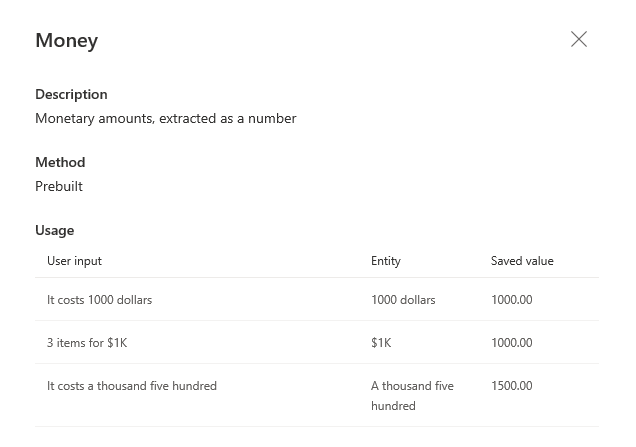 Money
Description
Monetary amounts, extracted as a number
Method
Prebuilt
Usage
User input Entity Saved value
It costs 1000 dollars 1000 dollars 1000.00
3 items for $1K $1K 1000.00
It costs a thousand five hundred A thousand five 1500.00
hundred